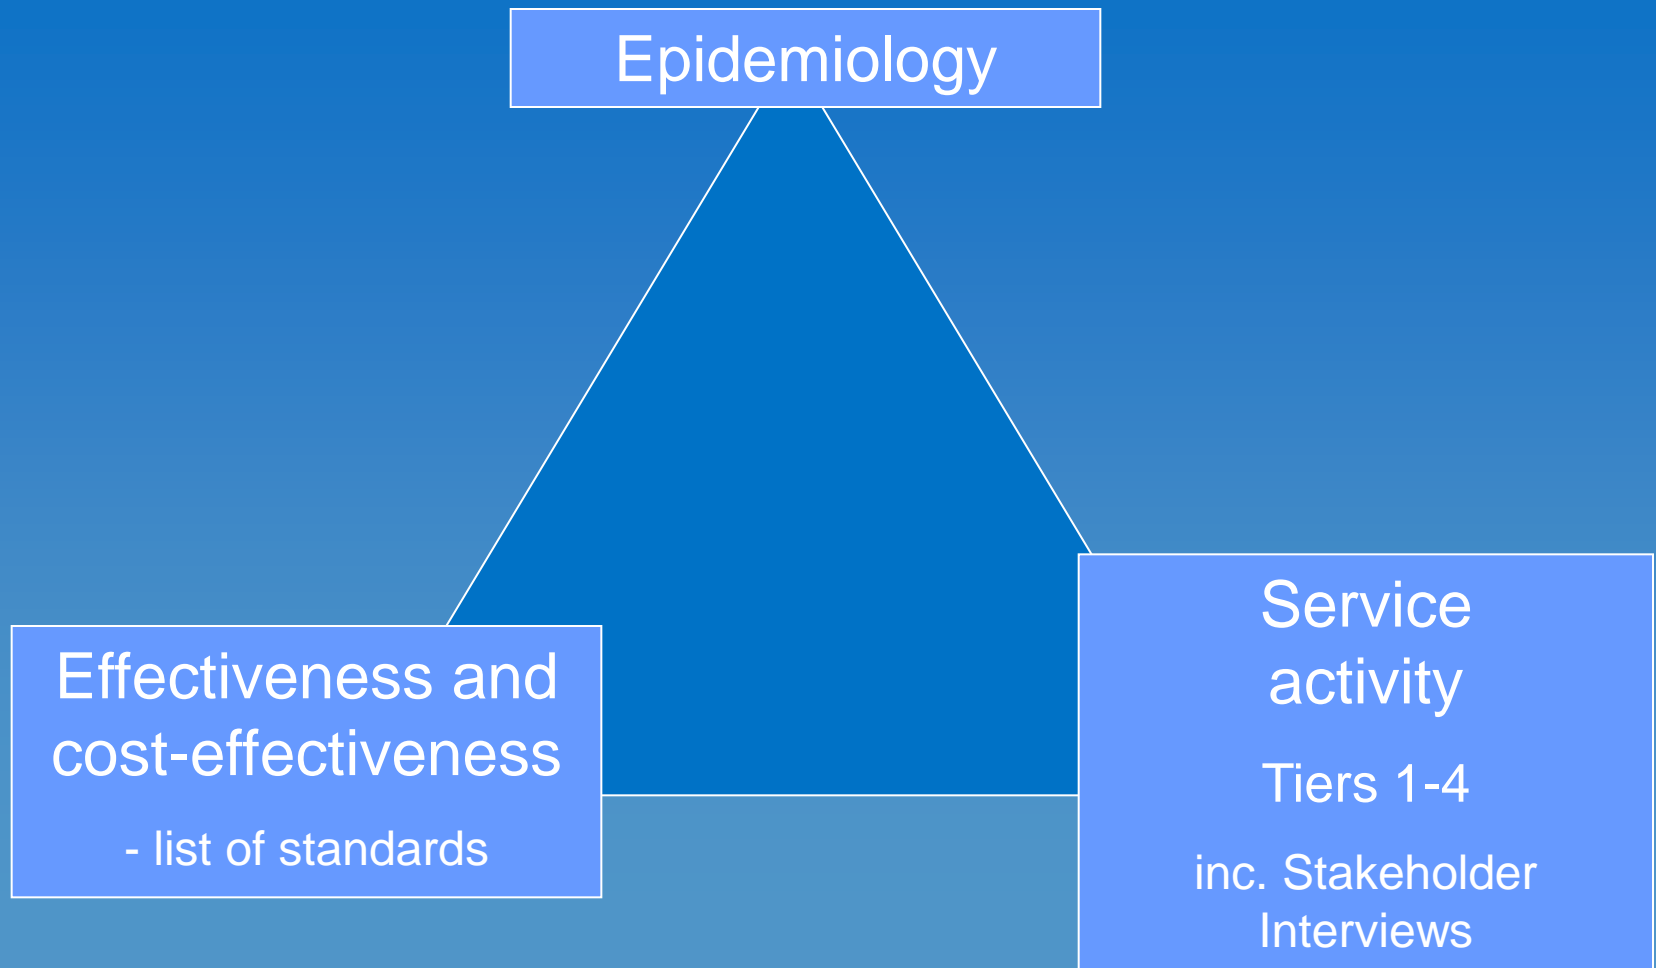 Epidemiology
Effectiveness and
cost-effectiveness
- list of standards
Service
activity
Tiers 1-4
inc. Stakeholder
Interviews